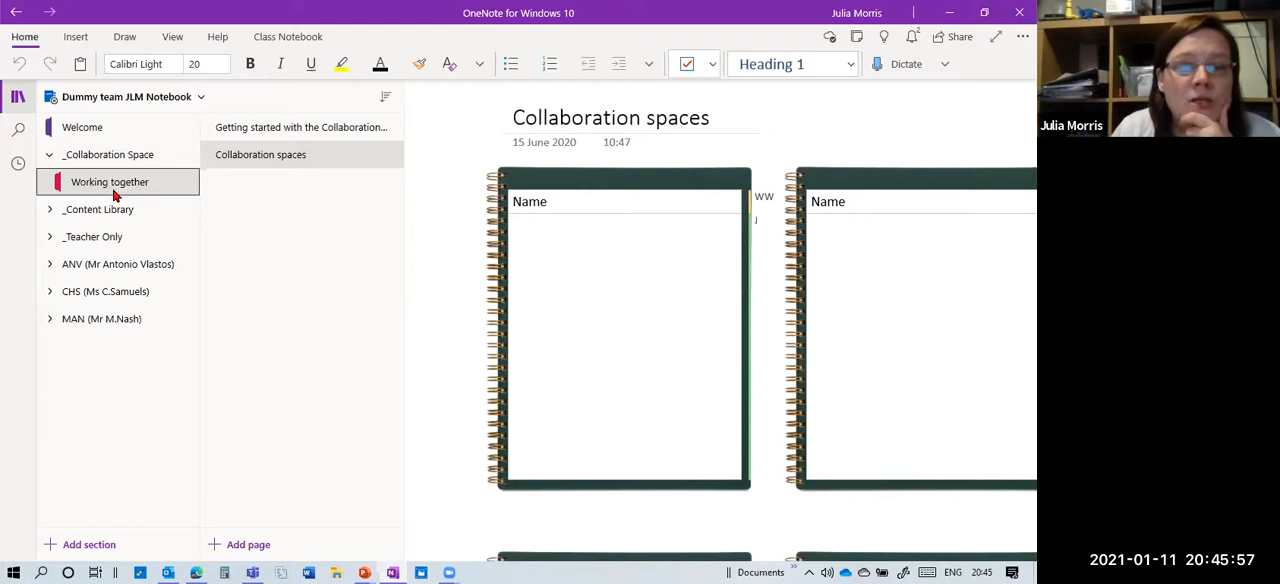 OneNote for Windows 10
Julia Morris
Home Insert Draw View Help Class Notebook
Share
Calibri Light 20 B I U A A Heading 1 Dictate
Dummy team JLM Notebook
Welcome
_Collaboration Space
Working together
_Content Library
_Teacher Only
ANV (Mr Antonio Vlastos)
CHS (Ms C.Samuels)
MAN (Mr M.Nash)
Add section
Getting started with the Collaboration...
Collaboration spaces
Add page
Collaboration spaces
15 June 2020 10:47
Name
WW
J
Name
Julia Morris
2021-01-11 20:45:57
Documents
ENG 20:45